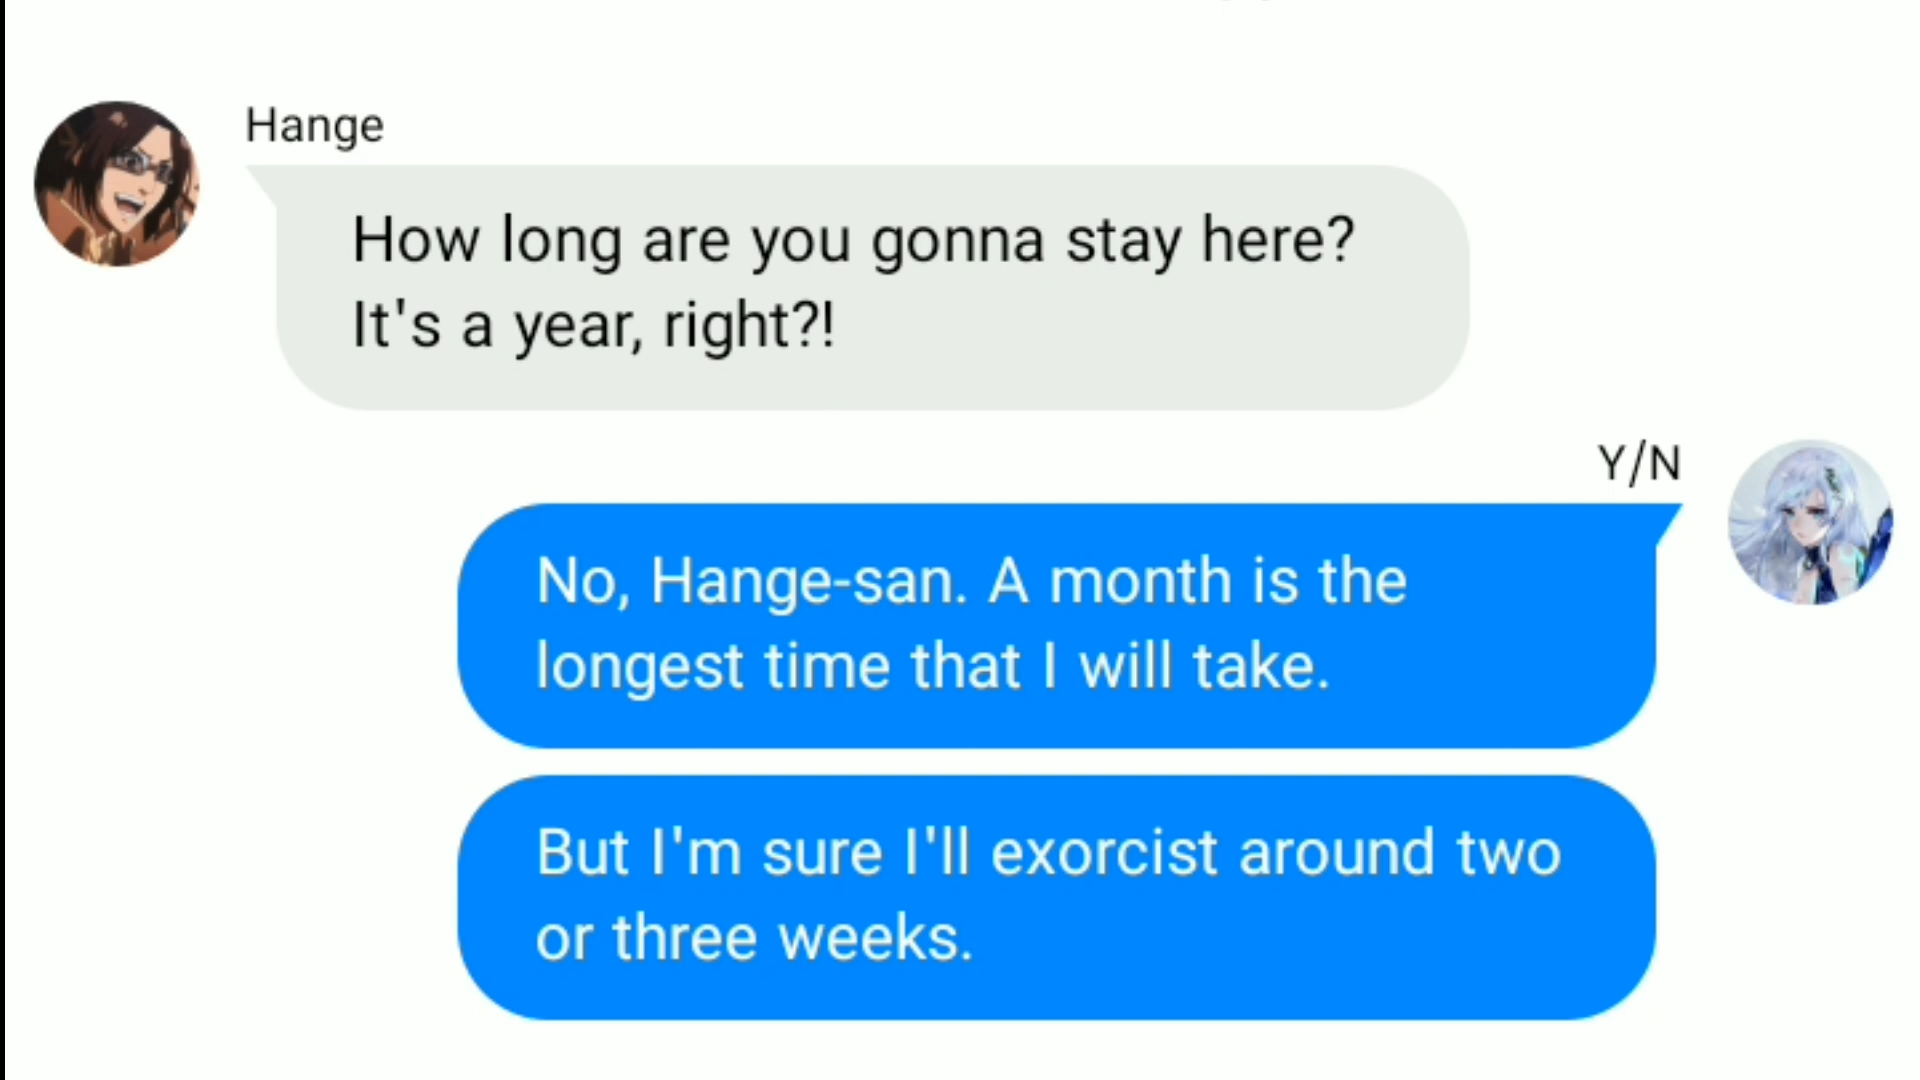 Hange
How long are you gonna stay here?
It's a year, right?!
Y/N
No, Hange-san. A month is the
longest time that I will take.
But I'm sure I'll exorcist around two
or three weeks.